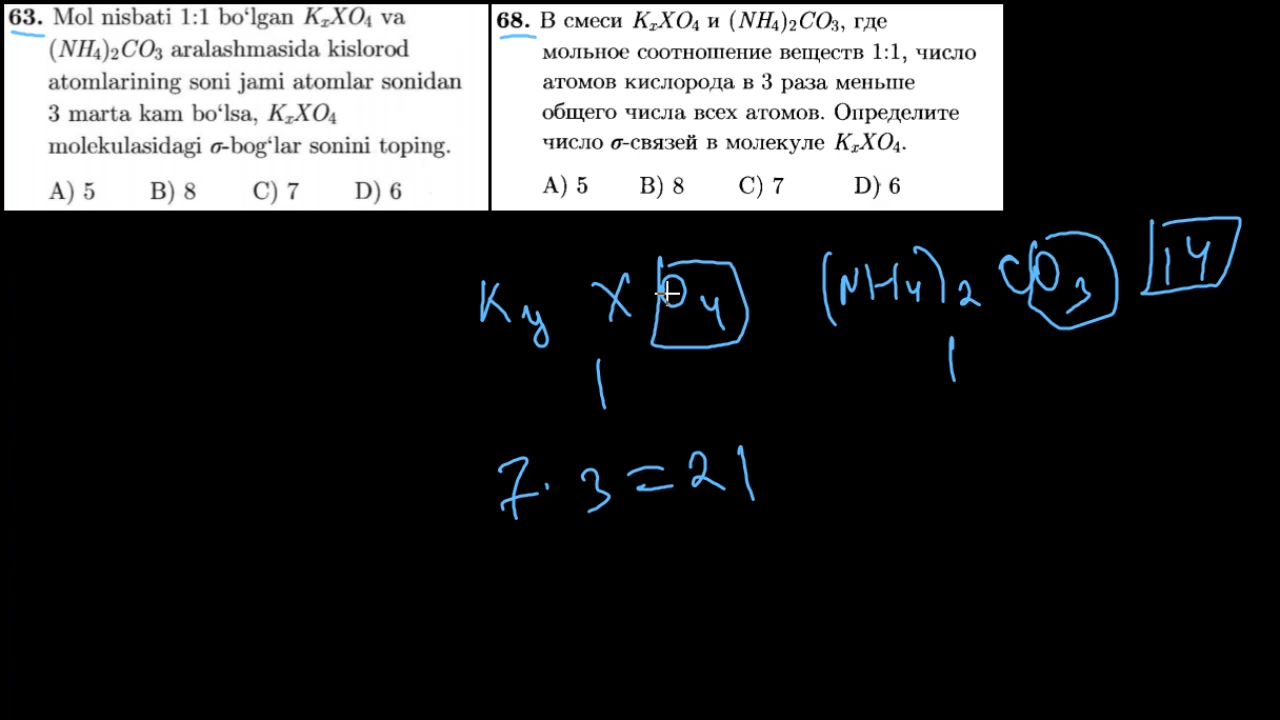 63. Mol nisbati 1:1 bo‘lgan KₓXO₄ va
(NH₄)₂CO₃ aralashmasida kislorod
atomlarining soni jami atomlar sonidan
3 marta kam bo‘lsa, KₓXO₄
molekulasidagi σ-bog‘lar sonini toping.
A) 5 B) 8 C) 7 D) 6
68. В смеси KₓXO₄ и (NH₄)₂CO₃, где
мольное соотношение веществ 1:1, число
атомов кислорода в 3 раза меньше
общего числа всех атомов. Определите
число σ-связей в молекуле KₓXO₄.
A) 5 B) 8 C) 7 D) 6
Ky X O₄ (NH₄)₂ CO₃ 14
1 1
7 · 3 = 21